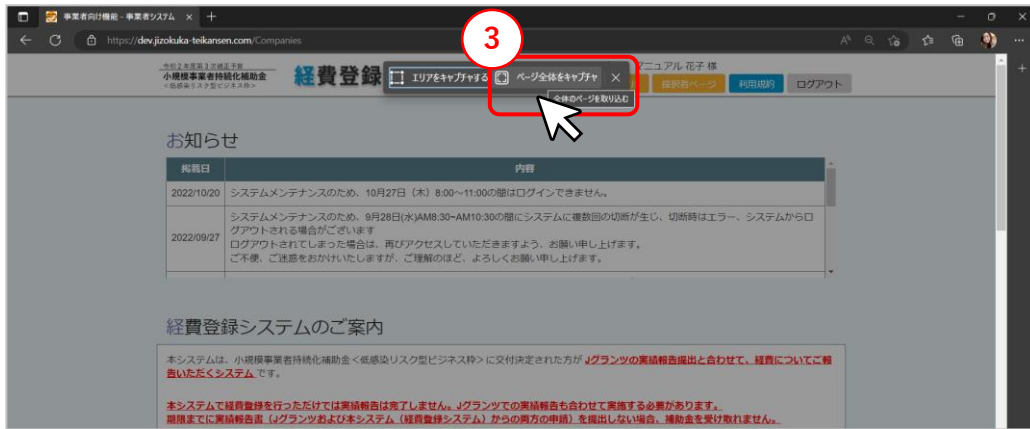 事業者向け機能 - 事業者システム
https://dev.jizokuka-teikansen.com/Companies
3
令和2年度第3次補正予算
小規模事業者持続化補助金
<低感染リスク型ビジネス枠>
経費登録
エリアをキャプチャする
ページ全体をキャプチャ
全体のページを取り込む
マニュアル 花子 様
採択者ページ
利用規約
ログアウト
お知らせ
掲載日 内容
2022/10/20 システムメンテナンスのため、10月27日（木）8:00～11:00の間はログインできません。
システムメンテナンスのため、9月28日(水)AM8:30~AM10:30の間にシステムに複数回の切断が生じ、切断時はエラー、システムからロ
グアウトされる場合がございます
2022/09/27
ログアウトされてしまった場合は、再びアクセスしていただきますよう、お願い申し上げます。
ご不便、ご迷惑をおかけいたしますが、ご理解のほど、よろしくお願い申し上げます。
経費登録システムのご案内
本システムは、小規模事業者持続化補助金＜低感染リスク型ビジネス枠＞に交付決定された方がJグランツの実績報告提出と合わせて、経費についてご報
告いただくシステムです。
本システムで経費登録を行っただけでは実績報告は完了しません。Jグランツでの実績報告も合わせて実施する必要があります。
期限までに実績報告書（Jグランツおよび本システム（経費登録システム）からの両方の申請）を提出しない場合、補助金を受け取れません。